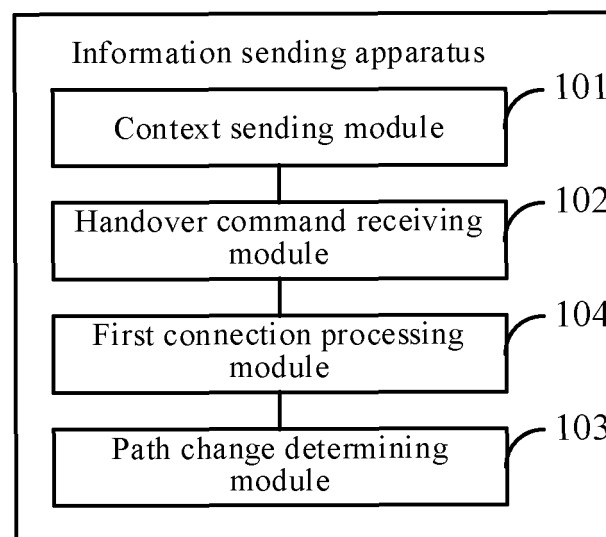 Information sending apparatus
101
Context sending module
102
Handover command receiving
module
104
First connection processing
module
103
Path change determining
module